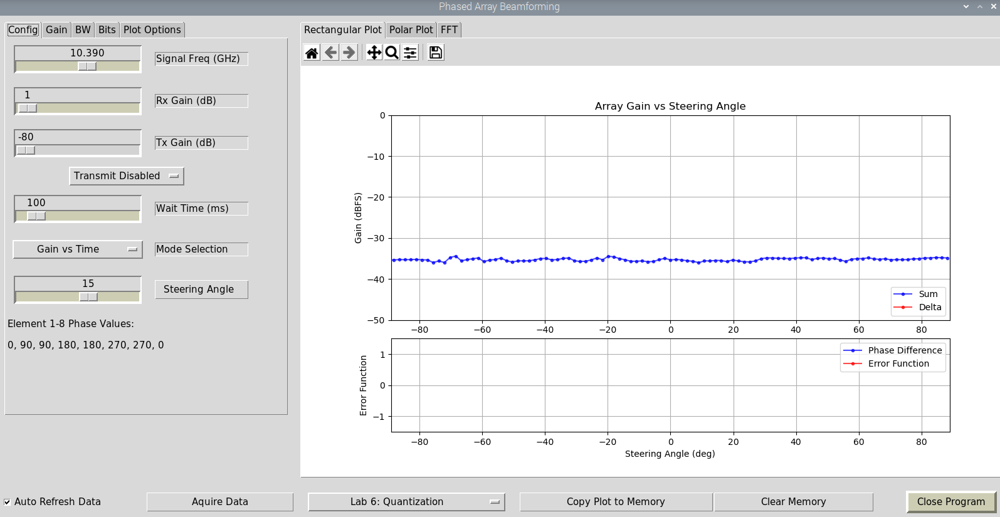 Phased Array Beamforming
Config Gain BW Bits Plot Options
10.390
Signal Freq (GHz)
1
Rx Gain (dB)
-80
Tx Gain (dB)
Transmit Disabled
100
Wait Time (ms)
Gain vs Time
Mode Selection
15
Steering Angle
Element 1-8 Phase Values:
0, 90, 90, 180, 180, 270, 270, 0
Rectangular Plot Polar Plot FFT
Array Gain vs Steering Angle
Gain (dBFS)
0
−10
−20
−30
−40
−50
Sum
Delta
−80 −60 −40 −20 0 20 40 60 80
Error Function
1
0
−1
Phase Difference
Error Function
−80 −60 −40 −20 0 20 40 60 80
Steering Angle (deg)
Auto Refresh Data
Aquire Data
Lab 6: Quantization
Copy Plot to Memory
Clear Memory
Close Program